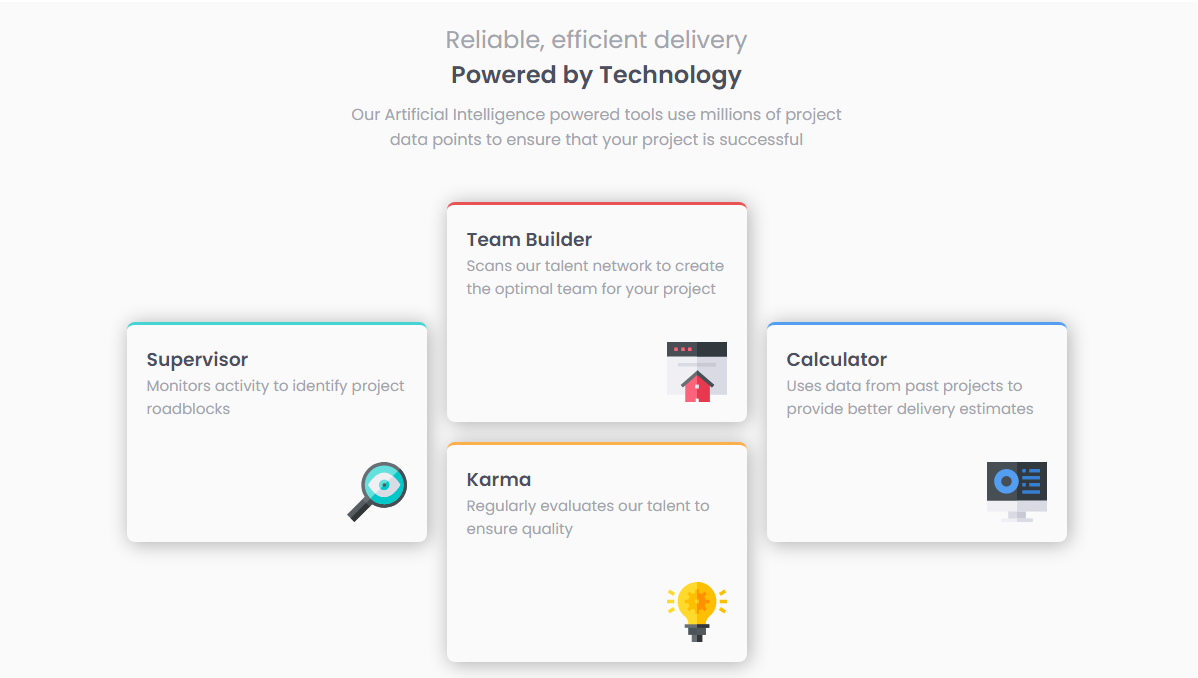 Reliable, efficient delivery
Powered by Technology
Our Artificial Intelligence powered tools use millions of project
data points to ensure that your project is successful
Supervisor
Monitors activity to identify project
roadblocks
Team Builder
Scans our talent network to create
the optimal team for your project
Karma
Regularly evaluates our talent to
ensure quality
Calculator
Uses data from past projects to
provide better delivery estimates